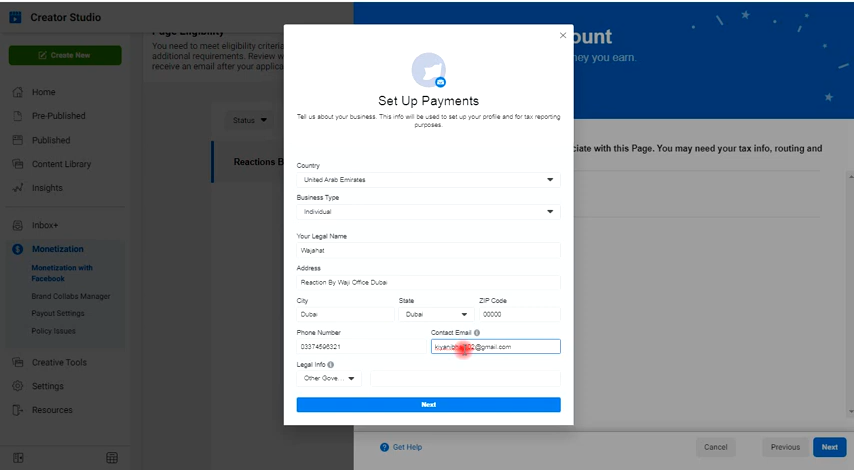 Creator Studio
Create New
Home
Pre-Published
Published
Content Library
Insights
Inbox+
Monetization
Monetization with
Facebook
Brand Collabs Manager
Payout Settings
Policy Issues
Creative Tools
Settings
Resources
Page Eligibility
You need to meet eligibility criteria
additional requirements. Review
receive an email after your applica
Status
Reactions B
ount
ney you earn.
ciate with this Page. You may need your tax info, routing and
Set Up Payments
Tell us about your business. This info will be used to set up your profile and for tax reporting
purposes.
Country
United Arab Emirates
Business Type
Individual
Your Legal Name
Wajahat
Address
Reaction By Waji Office Dubai
City
State
ZIP Code
Dubai
Dubai
00000
Phone Number
Contact Email
03374596321
@gmail.com
Legal Info
Other Gove...
Next
Get Help
Cancel
Previous
Next